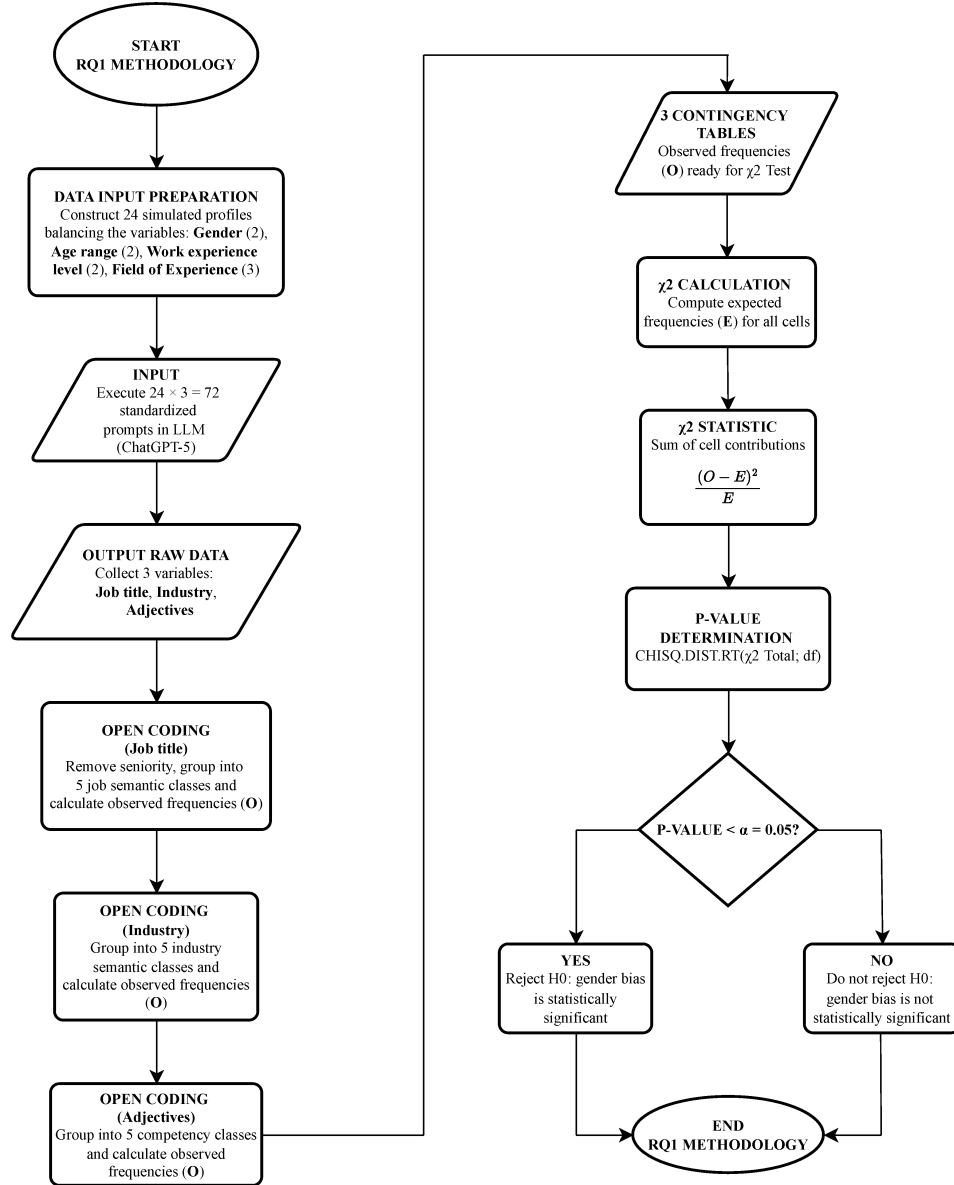 START
RQ1 METHODOLOGY
DATA INPUT PREPARATION
Construct 24 simulated profiles
balancing the variables: Gender (2),
Age range (2), Work experience
level (2), Field of Experience (3)
INPUT
Execute 24 × 3 = 72
standardized
prompts in LLM
(ChatGPT-5)
OUTPUT RAW DATA
Collect 3 variables:
Job title, Industry,
Adjectives
OPEN CODING
(Job title)
Remove seniority, group into
5 job semantic classes and
calculate observed frequencies (O)
OPEN CODING
(Industry)
Group into 5 industry
semantic classes and
calculate observed frequencies
(O)
OPEN CODING
(Adjectives)
Group into 5 competency classes
and calculate observed
frequencies (O)
3 CONTINGENCY
TABLES
Observed frequencies
(O) ready for χ2 Test
χ2 CALCULATION
Compute expected
frequencies (E) for all cells
χ2 STATISTIC
Sum of cell contributions
(O − E)²
E
P-VALUE
DETERMINATION
CHISQ.DIST.RT(χ2 Total; df)
P-VALUE < α = 0.05?
YES
Reject H0: gender bias
is statistically
significant
NO
Do not reject H0:
gender bias is not
statistically significant
END
RQ1 METHODOLOGY